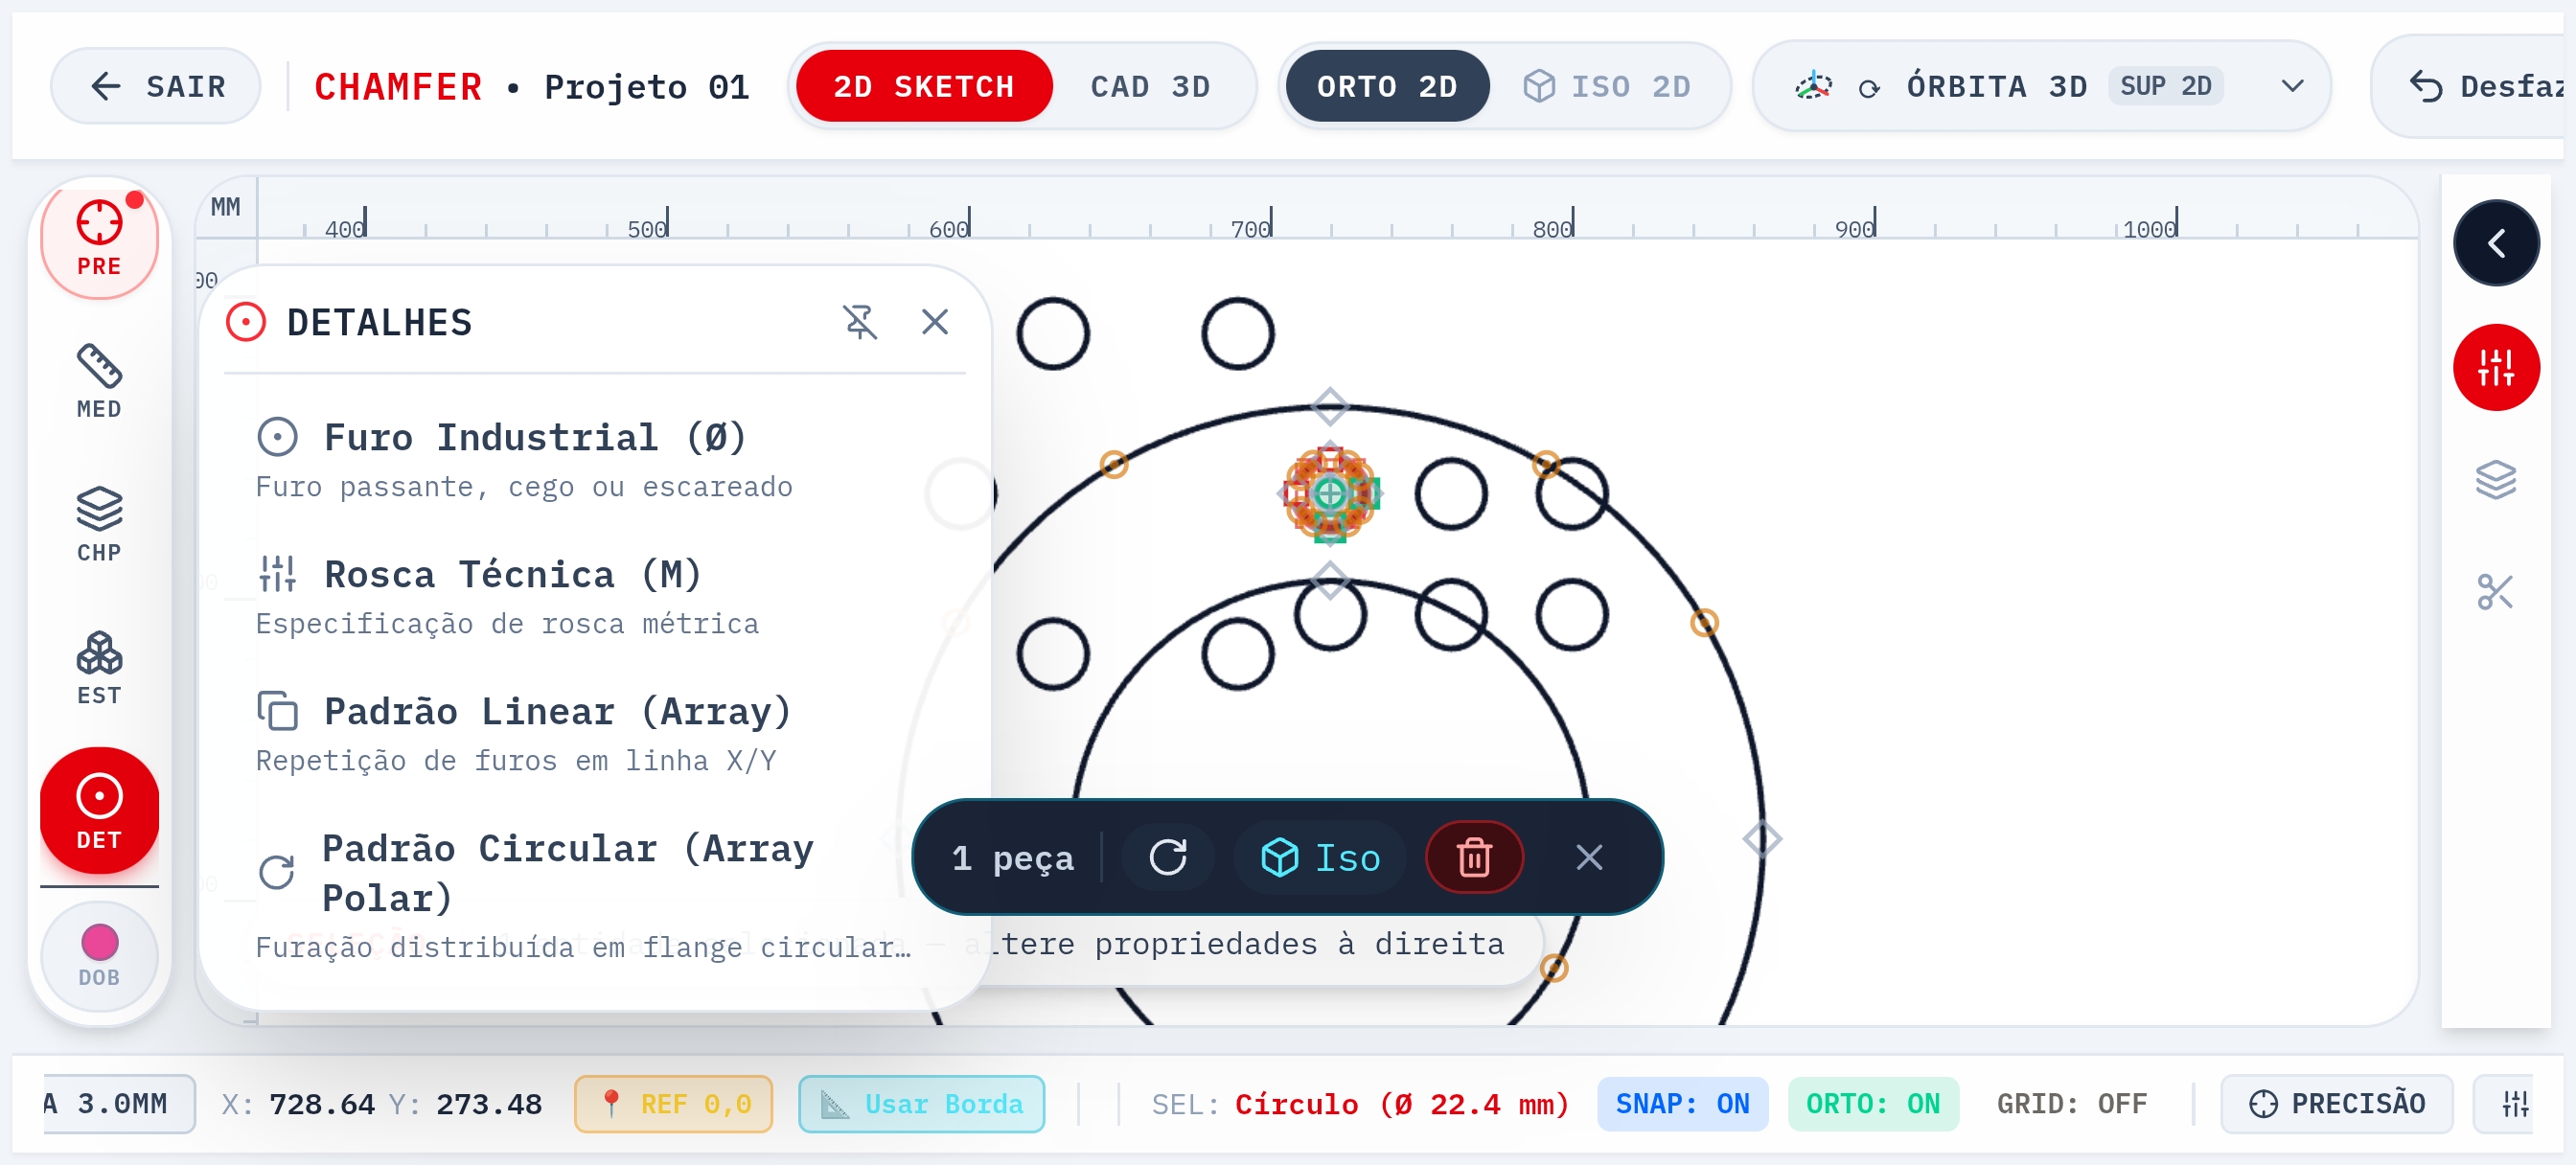 SAIR
CHAMFER • Projeto 01
2D SKETCH
CAD 3D
ORTO 2D
ISO 2D
⟳ ÓRBITA 3D
SUP 2D
Desfaz
PRE
MED
CHP
EST
DET
DOB
MM
400
500
600
700
800
900
1000
00
DETALHES
Furo Industrial (Ø)
Furo passante, cego ou escareado
Rosca Técnica (M)
Especificação de rosca métrica
Padrão Linear (Array)
Repetição de furos em linha X/Y
Padrão Circular (Array
Polar)
Furação distribuída em flange circular…
1 peça
Iso
— altere propriedades à direita
A 3.0MM
X: 728.64 Y: 273.48
REF 0,0
Usar Borda
SEL: Círculo (Ø 22.4 mm)
SNAP: ON
ORTO: ON
GRID: OFF
PRECISÃO